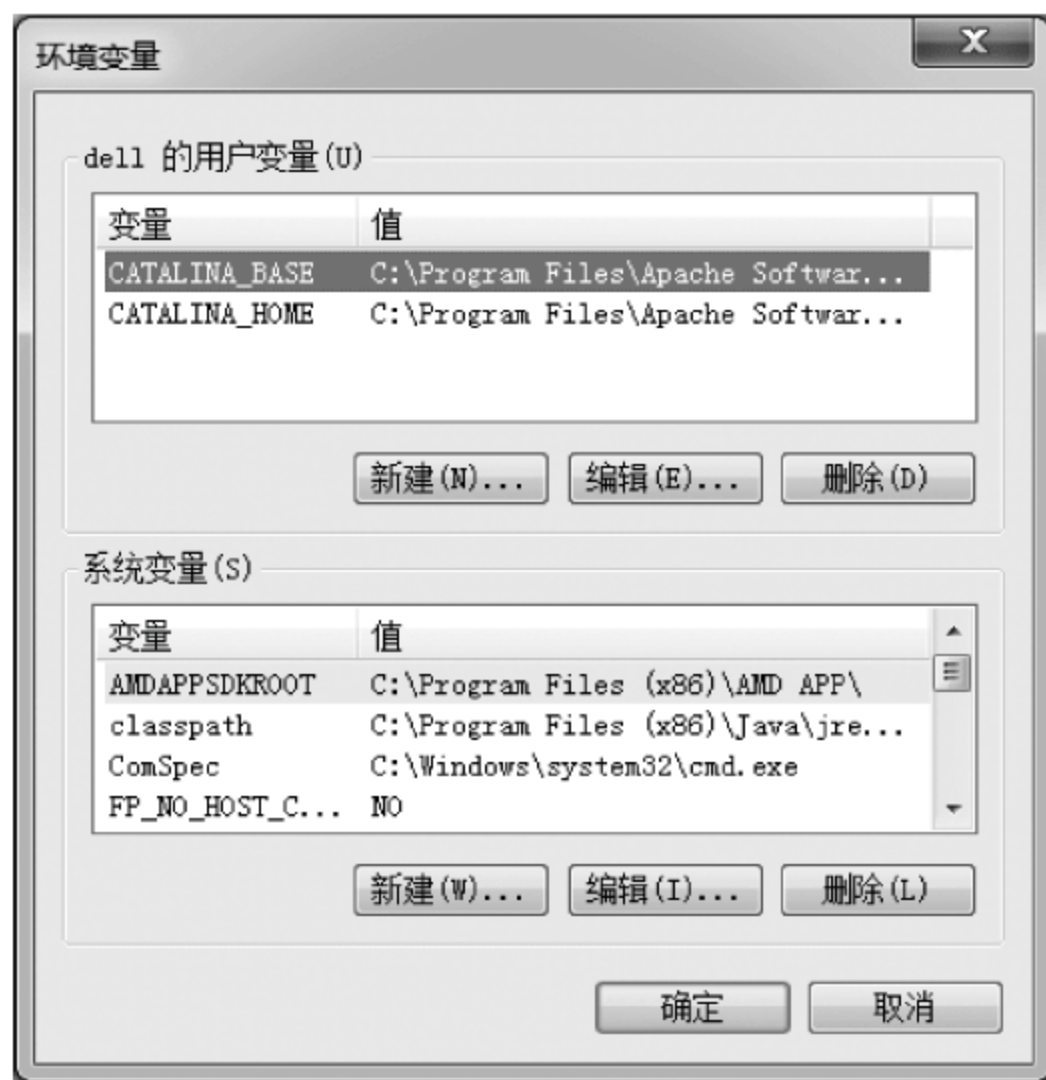 环境变量
dell 的用户变量(U)
变量 值
CATALINA_BASE C:\Program Files\Apache Softwar...
CATALINA_HOME C:\Program Files\Apache Softwar...
新建(N)... 编辑(E)... 删除(D)
系统变量(S)
变量 值
AMDAPPSDKROOT C:\Program Files (x86)\AMD APP\
classpath C:\Program Files (x86)\Java\jre...
ComSpec C:\Windows\system32\cmd.exe
FP_NO_HOST_C... NO
新建(W)... 编辑(I)... 删除(L)
确定 取消